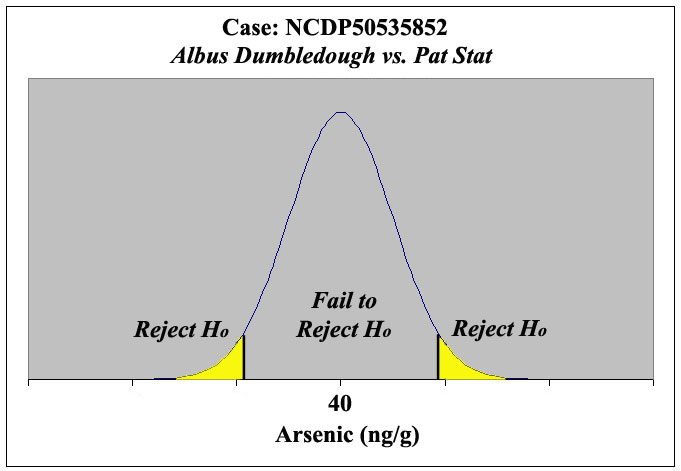 Case: NCDP50535852
Albus Dumbledough vs. Pat Stat
Fail to
Reject Ho
Reject Ho
Reject Ho
40
Arsenic (ng/g)